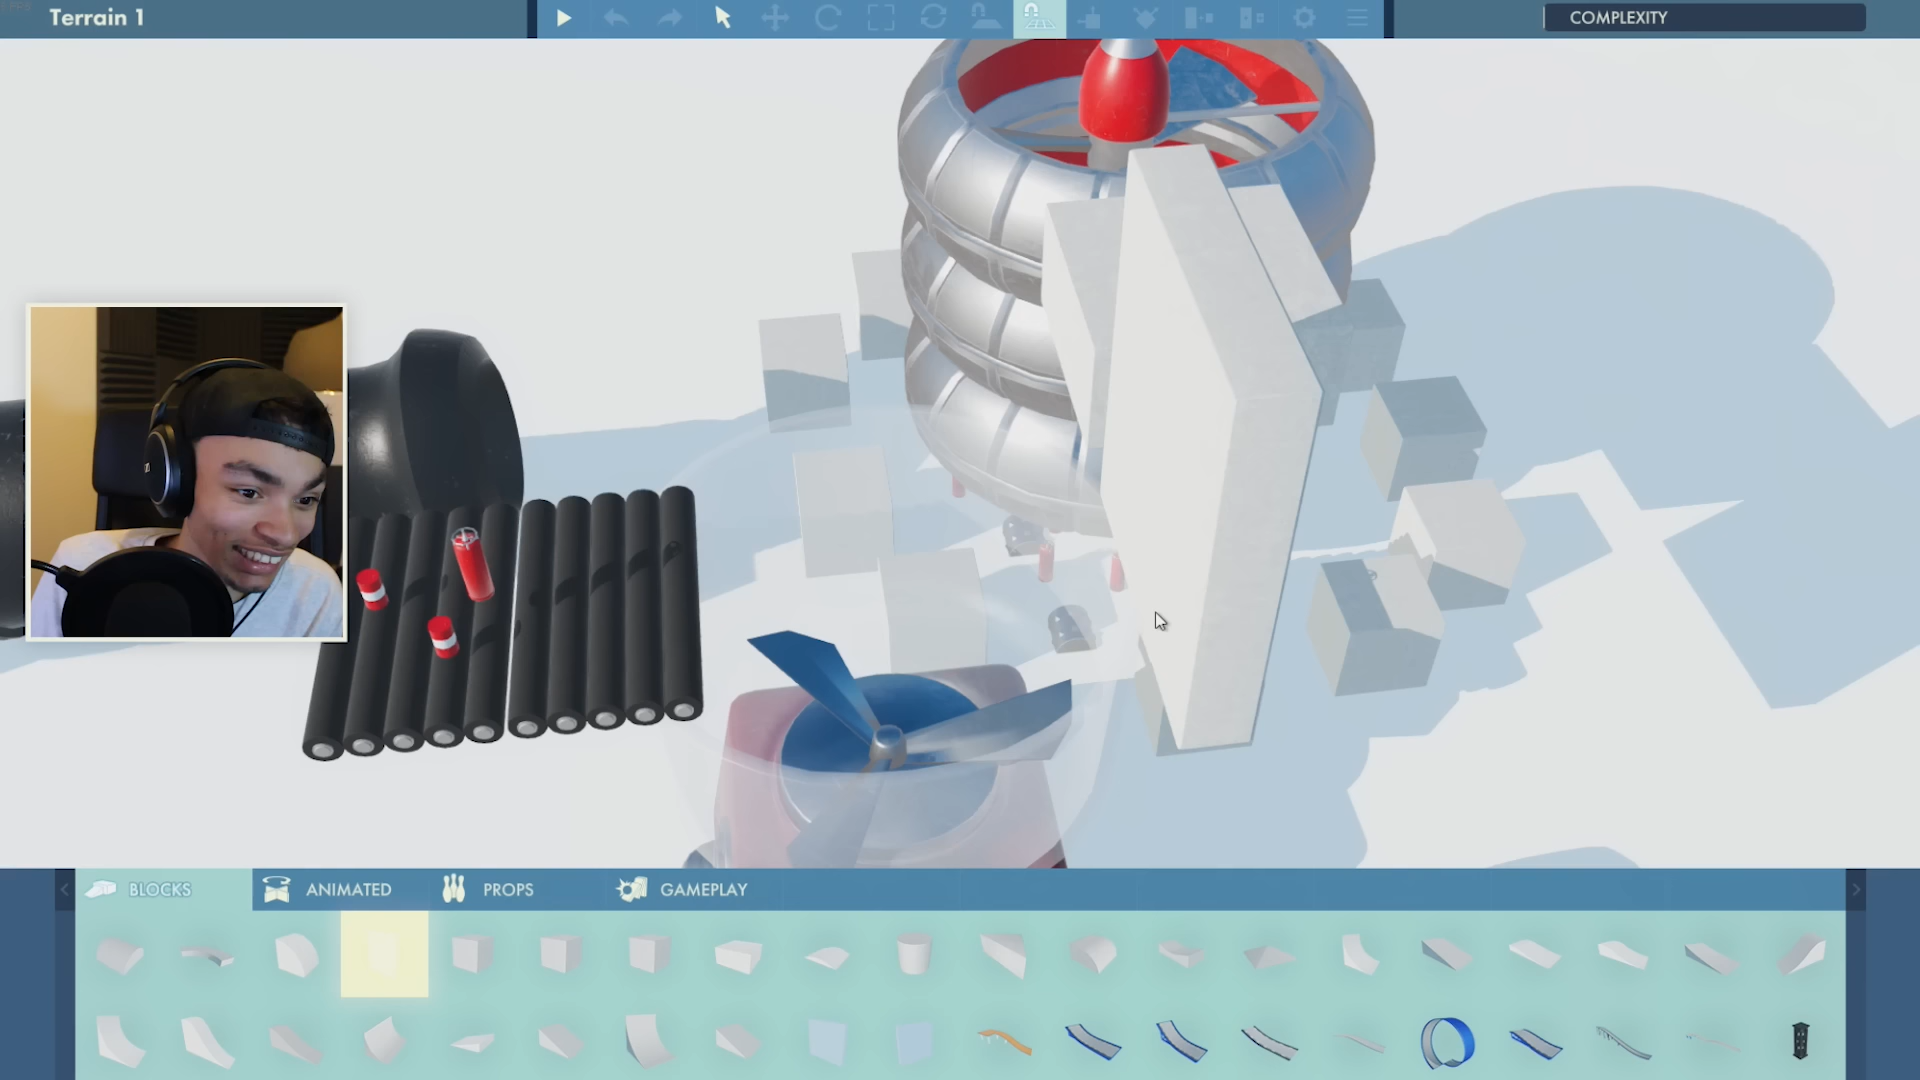 Terrain 1
COMPLEXITY
BLOCKS
ANIMATED
PROPS
GAMEPLAY